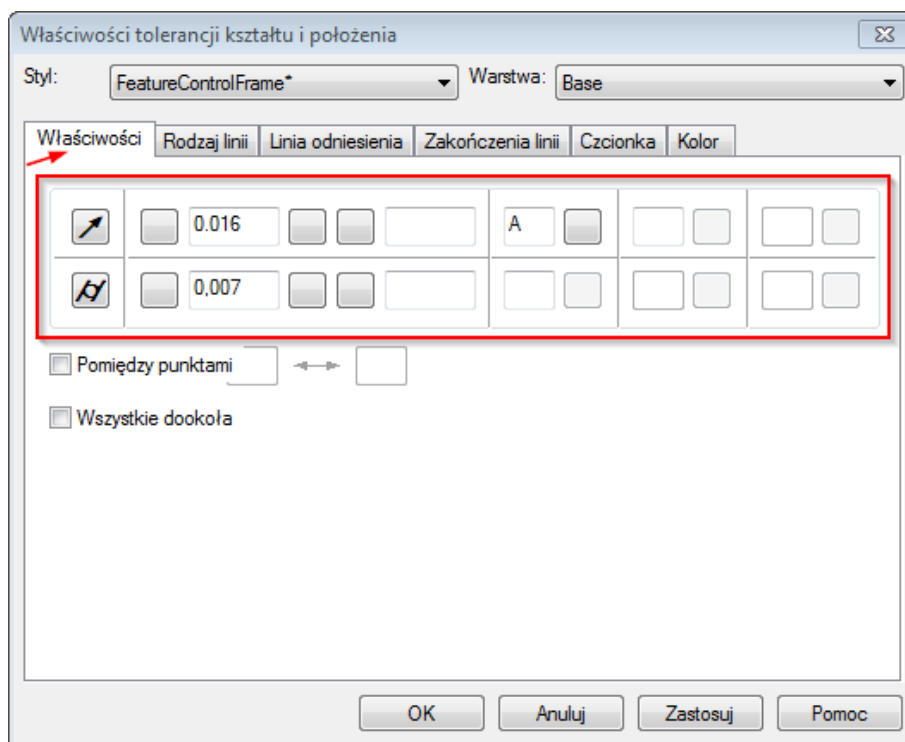 Właściwości tolerancji kształtu i położenia
Styl: FeatureControlFrame* Warstwa: Base
Właściwości Rodzaj linii Linia odniesienia Zakończenia linii Czcionka Kolor
0.016 A
0,007
Pomiędzy punktami
Wszystkie dookoła
OK Anuluj Zastosuj Pomoc